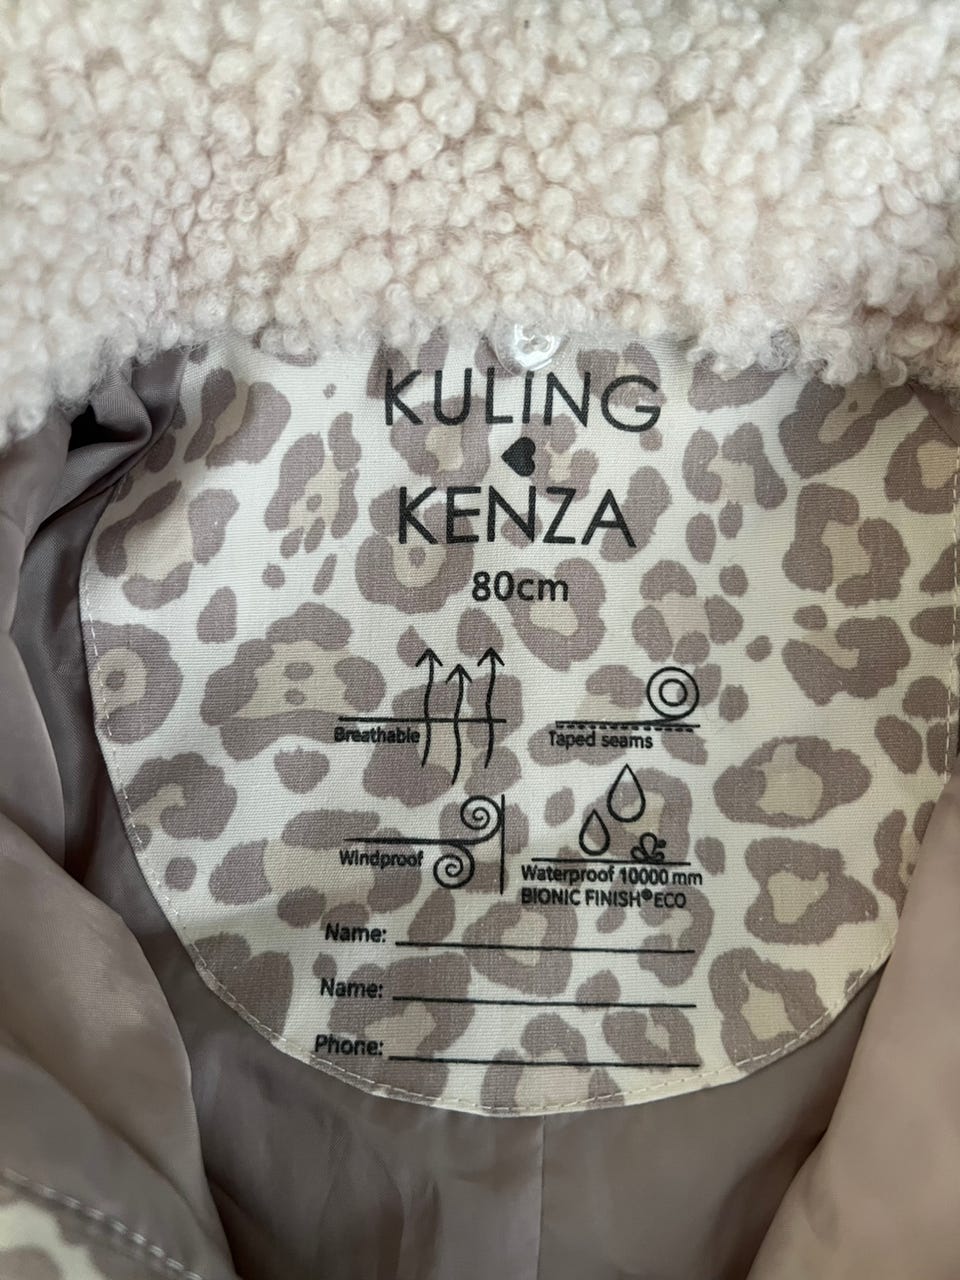 KULING
KENZA
80cm
Breathable
Taped seams
Windproof
Waterproof 10000 mm
BIONIC FINISH®ECO
Name:
Name:
Phone: